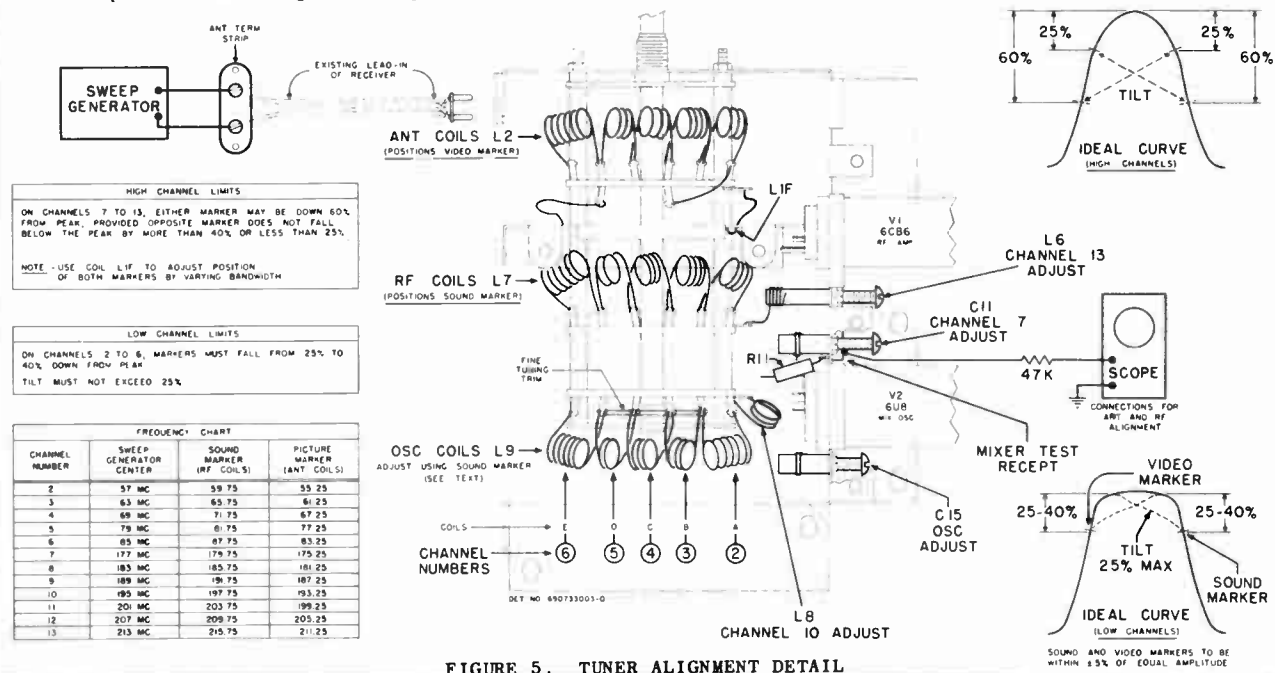 ANT TERM
STRIP
EXISTING LEAD-IN
OF RECEIVER
SWEEP
GENERATOR
HIGH CHANNEL LIMITS
ON CHANNELS 7 TO 13, EITHER MARKER MAY BE DOWN 60%
FROM PEAK, PROVIDED OPPOSITE MARKER DOES NOT FALL
BELOW THE PEAK BY MORE THAN 40% OR LESS THAN 25%
NOTE - USE COIL L1F TO ADJUST POSITION
OF BOTH MARKERS BY VARYING BANDWIDTH
LOW CHANNEL LIMITS
ON CHANNELS 2 TO 6, MARKERS MUST FALL FROM 25% TO
40% DOWN FROM PEAK
TILT MUST NOT EXCEED 25%
FREQUENCY CHART
CHANNEL NUMBER SWEEP GENERATOR CENTER SOUND MARKER (RF COILS) PICTURE MARKER (ANT COILS)
2 57 MC 59.75 55.25
3 63 MC 65.75 61.25
4 69 MC 71.75 67.25
5 79 MC 81.75 77.25
6 85 MC 87.75 83.25
7 177 MC 179.75 175.25
8 183 MC 185.75 181.25
9 189 MC 191.75 187.25
10 195 MC 197.75 193.25
11 201 MC 203.75 199.25
12 207 MC 209.75 205.25
13 213 MC 215.75 211.25
ANT COILS L2
(POSITIONS VIDEO MARKER)
L1F
RF COILS L7
(POSITIONS SOUND MARKER)
FINE
TUBING
TRIM
OSC COILS L9
ADJUST USING SOUND MARKER
(SEE TEXT)
COILS E D C B A
CHANNEL
NUMBERS
6 5 4 3 2
DET NO 690733003-0
V1
6CB6
RF AMP
L6
CHANNEL 13
ADJUST
C11
CHANNEL 7
ADJUST
R11
V2
6U8
MIX OSC
47K
SCOPE
CONNECTIONS FOR
ANT AND RF
ALIGNMENT
MIXER TEST
RECEPT
C15
OSC
ADJUST
L8
CHANNEL 10 ADJUST
25% 25%
60% 60%
TILT
IDEAL CURVE
(HIGH CHANNELS)
VIDEO
MARKER
25-40% 25-40%
TILT
25% MAX
SOUND
MARKER
IDEAL CURVE
(LOW CHANNELS)
SOUND AND VIDEO MARKERS TO BE
WITHIN ±5% OF EQUAL AMPLITUDE
FIGURE 5. TUNER ALIGNMENT DETAIL